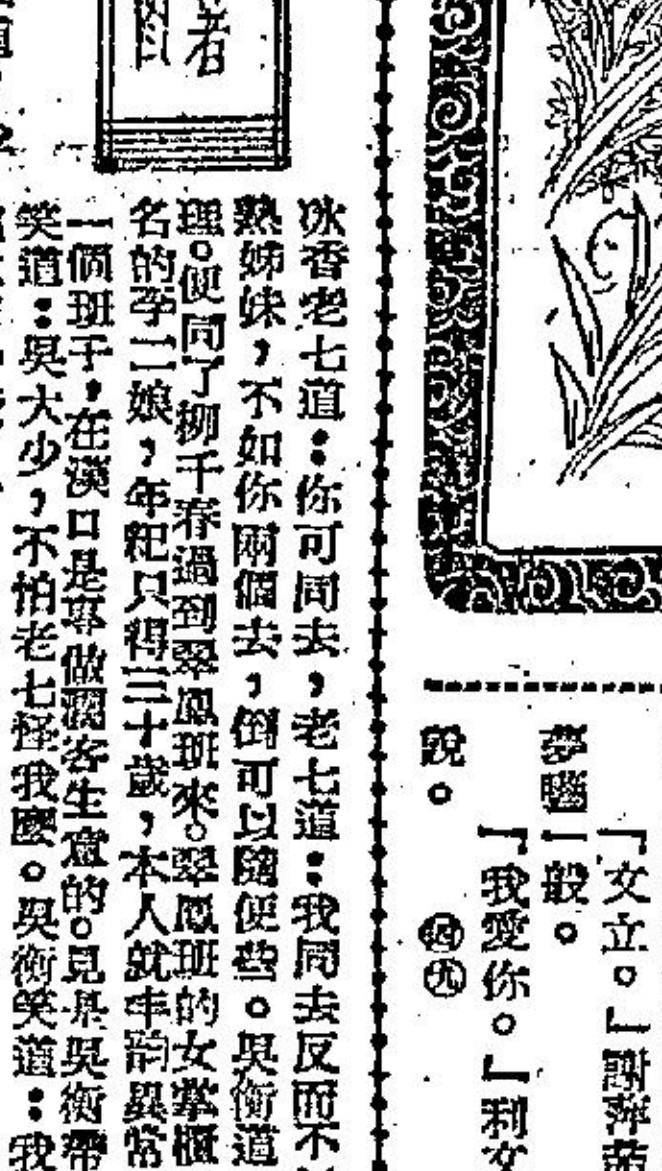 「文立。」謝萍
夢囈一般。
「我愛你。」利
說。 ㊃㊈
者
冰香老七道：你可同去，老七道：我同去反而不
熟姊妹，不如你兩個去，倒可以隨便些。吳衡道
理。便同了柳千春過到翠鳳班來。翠鳳班的女掌櫃
名的李二娘，年紀只得三十歲，本人就丰韵異常
一個班子，在漢口是專做闊客生意的。見是吳衡帶
笑道：吳大少，不怕老七怪我麼。吳衡笑道：我